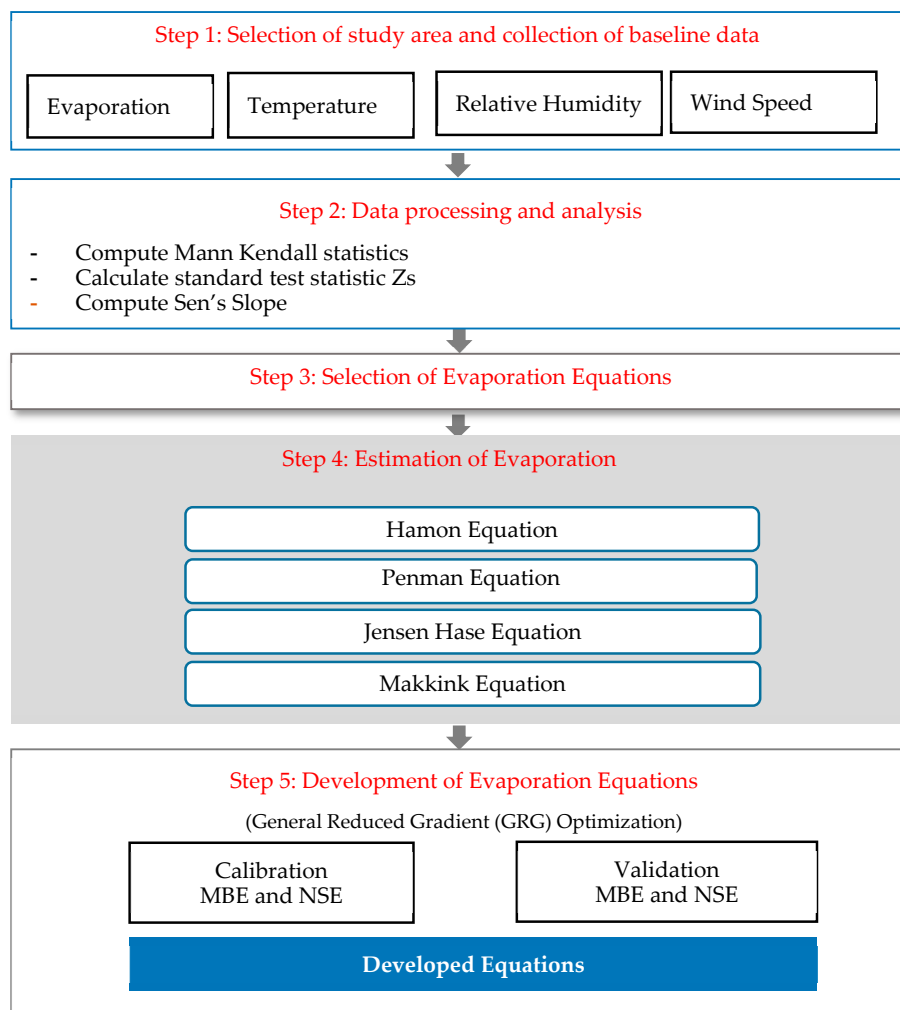 Step 1: Selection of study area and collection of baseline data
Evaporation
Temperature
Relative Humidity
Wind Speed
Step 2: Data processing and analysis
- Compute Mann Kendall statistics
- Calculate standard test statistic Zs
- Compute Sen’s Slope
Step 3: Selection of Evaporation Equations
Step 4: Estimation of Evaporation
Hamon Equation
Penman Equation
Jensen Hase Equation
Makkink Equation
Step 5: Development of Evaporation Equations
(General Reduced Gradient (GRG) Optimization)
Calibration
MBE and NSE
Validation
MBE and NSE
Developed Equations